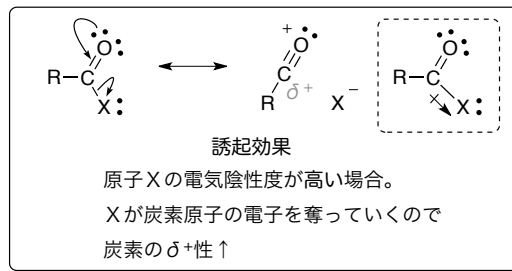 R-C O X:
+ O C R δ+ X−
R-C O X:
誘起効果
原子Xの電気陰性度が高い場合。
Xが炭素原子の電子を奪っていくので
炭素のδ+性↑